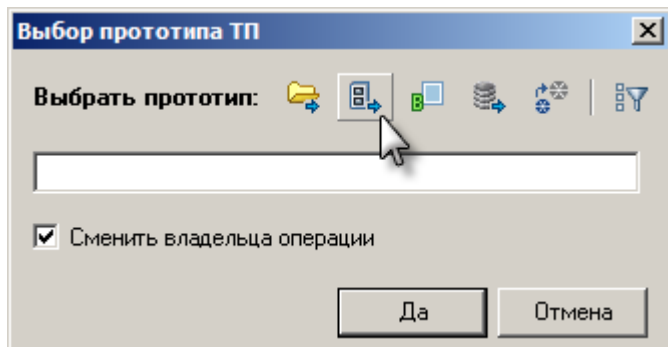 Выбор прототипа ТП
Выбрать прототип:
B
Сменить владельца операции
Да
Отмена